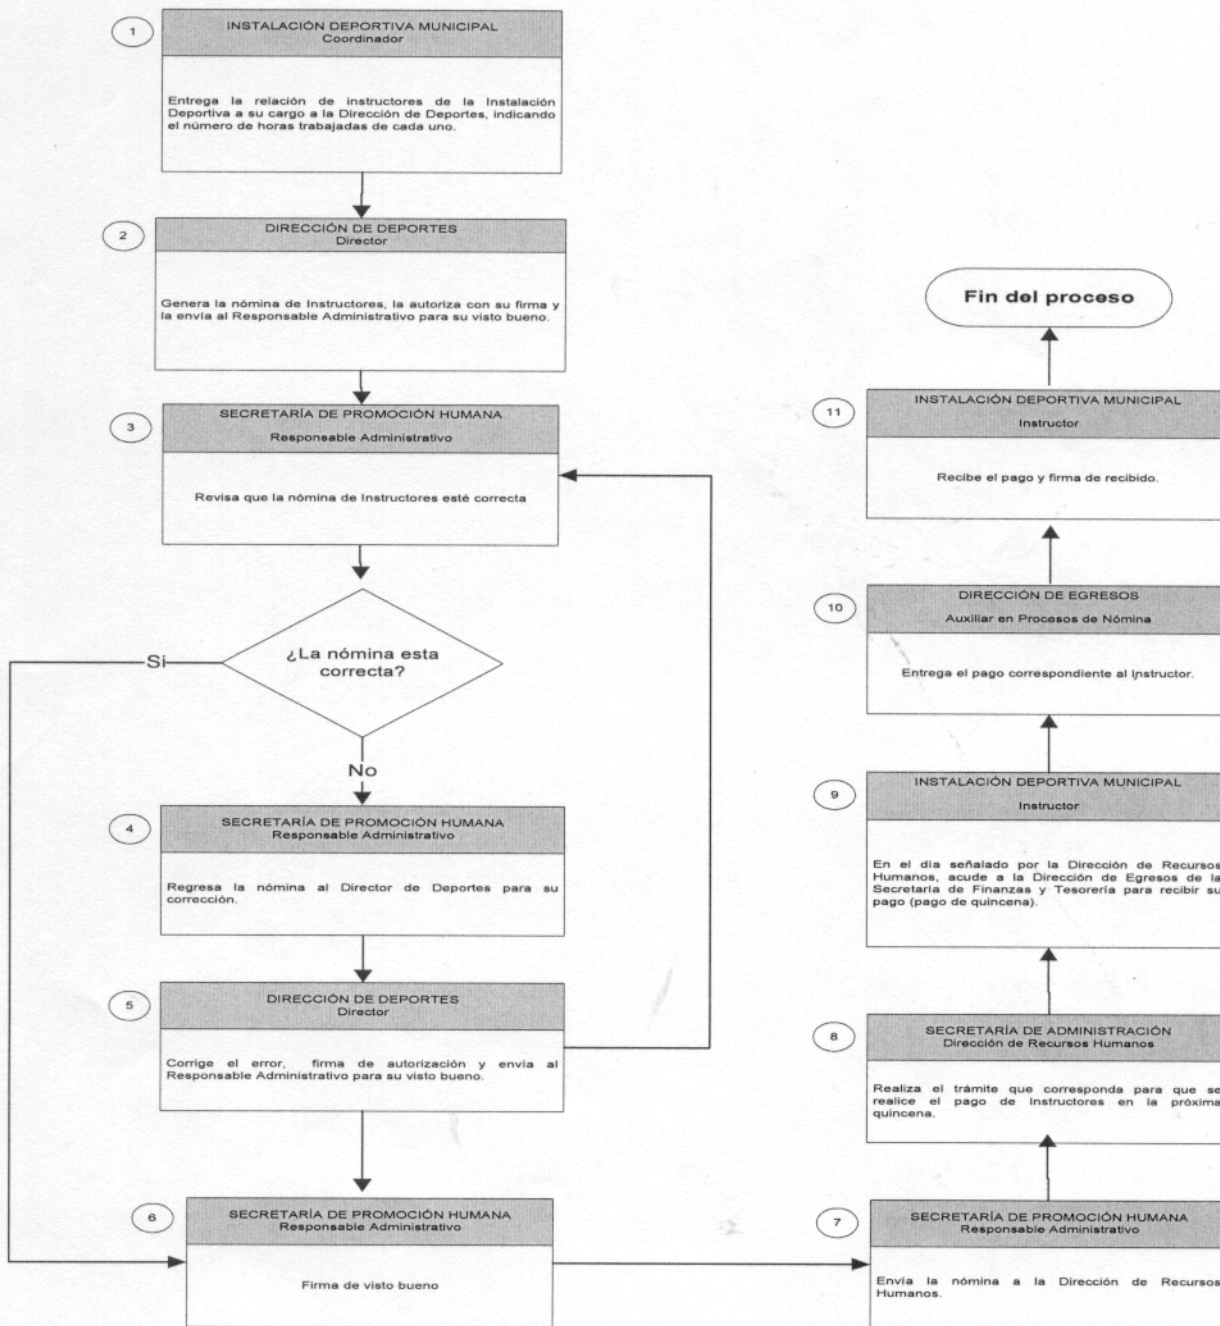 1
INSTALACIÓN DEPORTIVA MUNICIPAL
Coordinador
Entrega la relación de instructores de la Instalación
Deportiva a su cargo a la Dirección de Deportes, indicando
el número de horas trabajadas de cada uno.
2
DIRECCIÓN DE DEPORTES
Director
Genera la nómina de Instructores, la autoriza con su firma y
la envía al Responsable Administrativo para su visto bueno.
3
SECRETARÍA DE PROMOCIÓN HUMANA
Responsable Administrativo
Revisa que la nómina de Instructores esté correcta
¿La nómina esta
correcta?
Si
No
4
SECRETARÍA DE PROMOCIÓN HUMANA
Responsable Administrativo
Regresa la nómina al Director de Deportes para su
corrección.
5
DIRECCIÓN DE DEPORTES
Director
Corrige el error, firma de autorización y envía al
Responsable Administrativo para su visto bueno.
6
SECRETARÍA DE PROMOCIÓN HUMANA
Responsable Administrativo
Firma de visto bueno
7
SECRETARÍA DE PROMOCIÓN HUMANA
Responsable Administrativo
Envía la nómina a la Dirección de Recursos
Humanos.
8
SECRETARÍA DE ADMINISTRACIÓN
Dirección de Recursos Humanos
Realiza el trámite que corresponda para que se
realice el pago de Instructores en la próxima
quincena.
9
INSTALACIÓN DEPORTIVA MUNICIPAL
Instructor
En el día señalado por la Dirección de Recursos
Humanos, acude a la Dirección de Egresos de la
Secretaría de Finanzas y Tesorería para recibir su
pago (pago de quincena).
10
DIRECCIÓN DE EGRESOS
Auxiliar en Procesos de Nómina
Entrega el pago correspondiente al Instructor.
11
INSTALACIÓN DEPORTIVA MUNICIPAL
Instructor
Recibe el pago y firma de recibido.
Fin del proceso